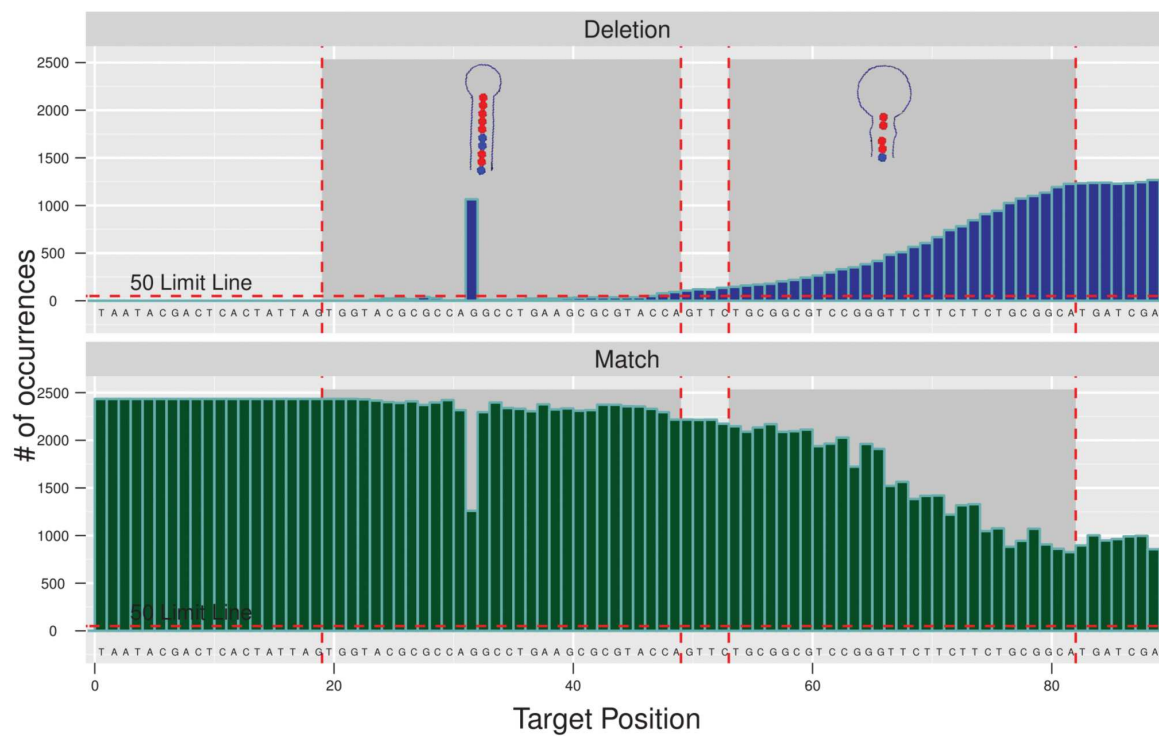 Deletion
2500
2000
1500
1000
500
0
50 Limit Line
T A A T A C G A C T C A C T A T T A G T G G T A C G C G C C A G G C C T G A A G C G C G T A C C A G T T C T G C G G C G T C C G G G T T C T T C T T C T G C G G C A T G A T C G A
# of occurrences
Match
2500
2000
1500
1000
500
0
50 Limit Line
T A A T A C G A C T C A C T A T T A G T G G T A C G C G C C A G G C C T G A A G C G C G T A C C A G T T C T G C G G C G T C C G G G T T C T T C T T C T G C G G C A T G A T C G A
0 20 40 60 80
Target Position